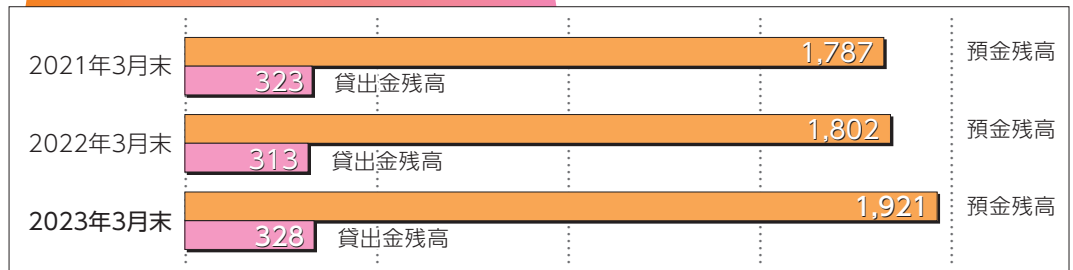 1,787 預金残高
2021年3月末
323 貸出金残高
1,802 預金残高
2022年3月末
313 貸出金残高
1,921 預金残高
2023年3月末
328 貸出金残高